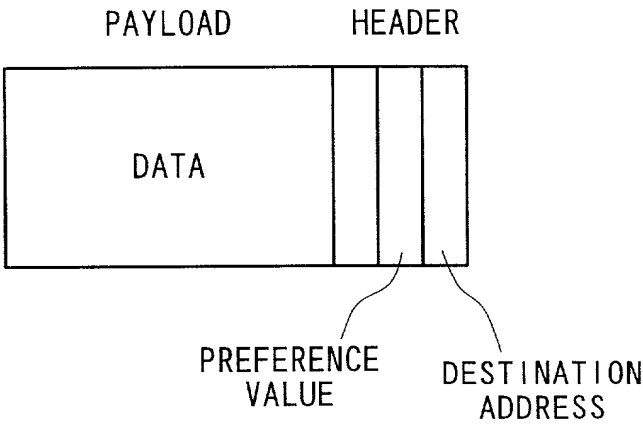 PAYLOAD HEADER
DATA
PREFERENCE
VALUE
DESTINATION
ADDRESS